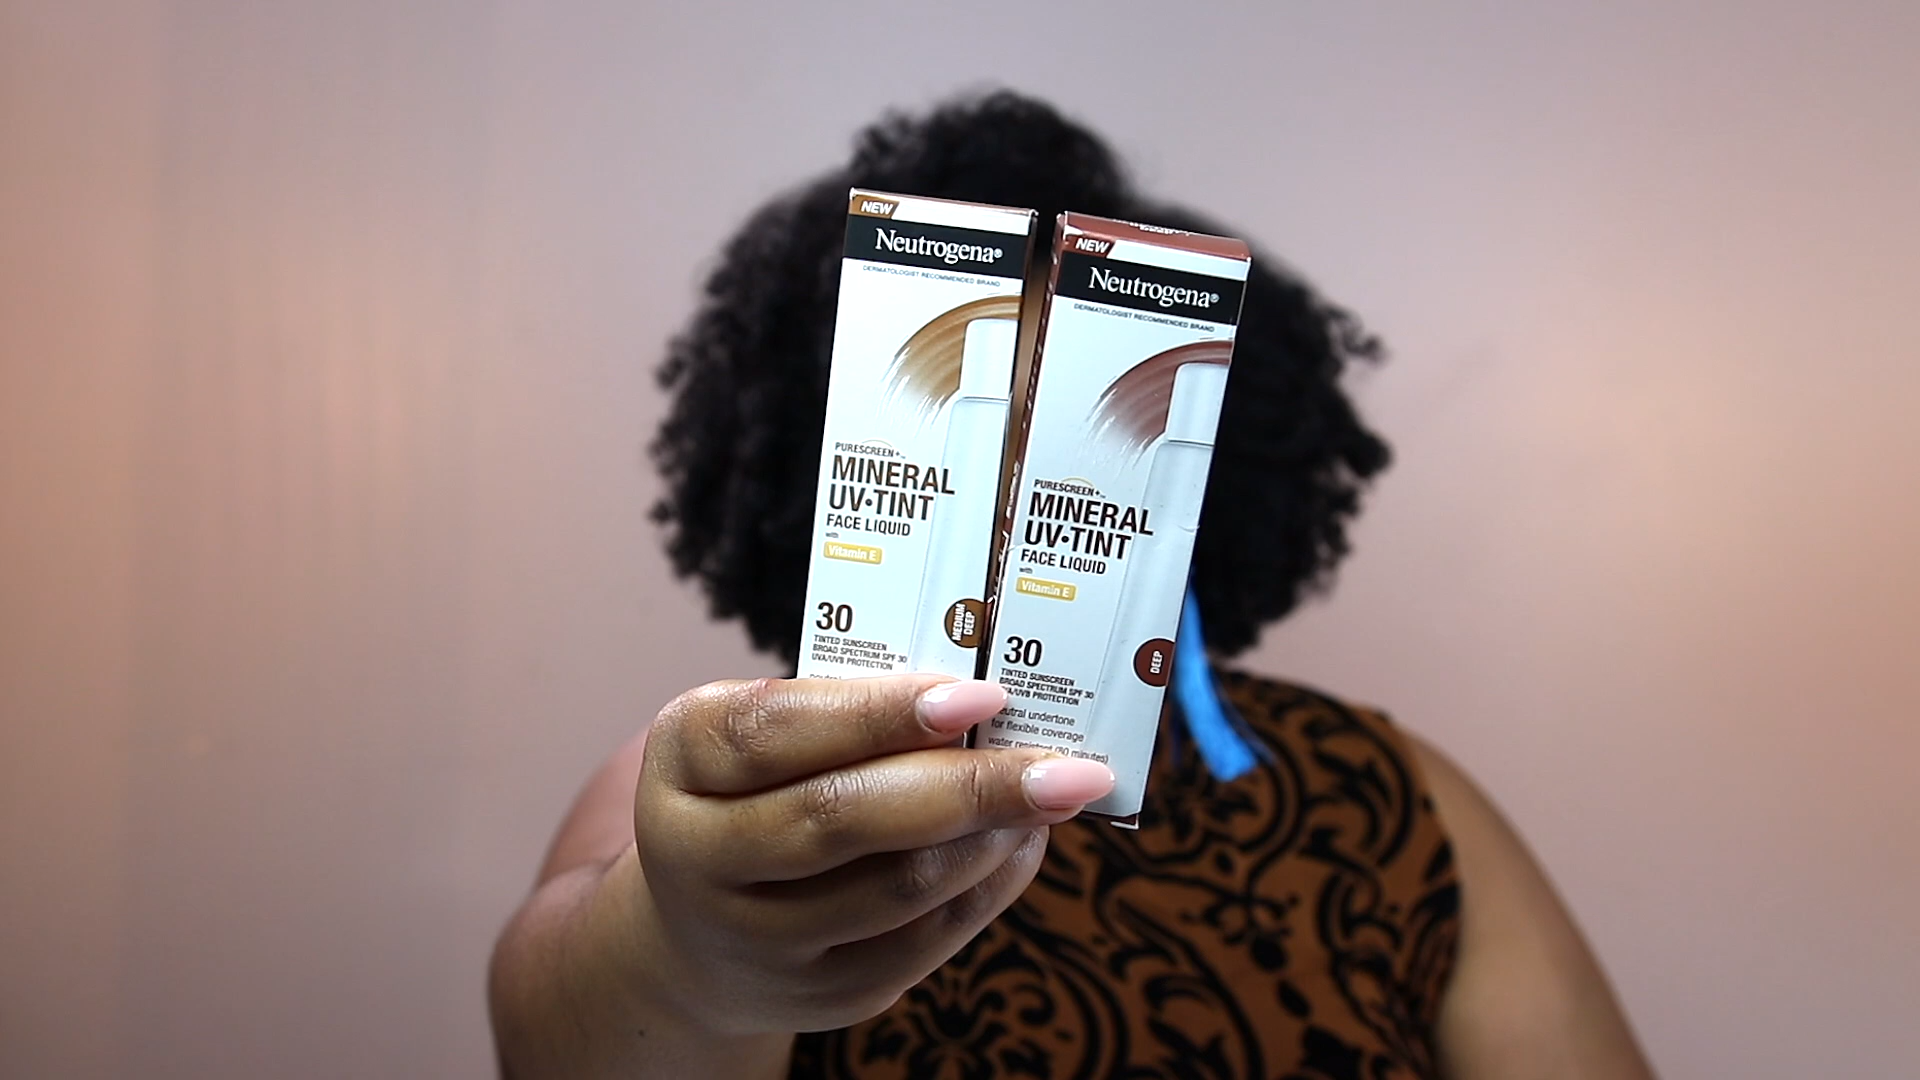 NEW
Neutrogena®
DERMATOLOGIST RECOMMENDED BRAND
PURESCREEN+™
MINERAL
UV•TINT
FACE LIQUID
with
Vitamin E
30
TINTED SUNSCREEN
BROAD SPECTRUM SPF 30
UVA/UVB PROTECTION
MEDIUM
DEEP
NEW
Neutrogena®
DERMATOLOGIST RECOMMENDED BRAND
PURESCREEN+™
MINERAL
UV•TINT
FACE LIQUID
with
Vitamin E
30
TINTED SUNSCREEN
BROAD SPECTRUM SPF 30
UVA/UVB PROTECTION
undertone
for flexible coverage
water resistant (80 minutes)
DEEP